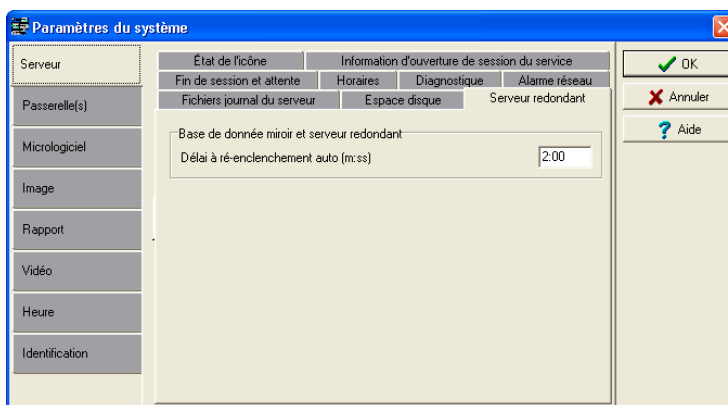 Paramètres du système
Serveur
Passerelle(s)
Micrologiciel
Image
Rapport
Vidéo
Heure
Identification
État de l'icône
Information d'ouverture de session du service
Fin de session et attente
Horaires
Diagnostique
Alarme réseau
Fichiers journal du serveur
Espace disque
Serveur redondant
Base de donnée miroir et serveur redondant
Délai à ré-enclenchement auto (m:ss)
2:00
OK
Annuler
Aide